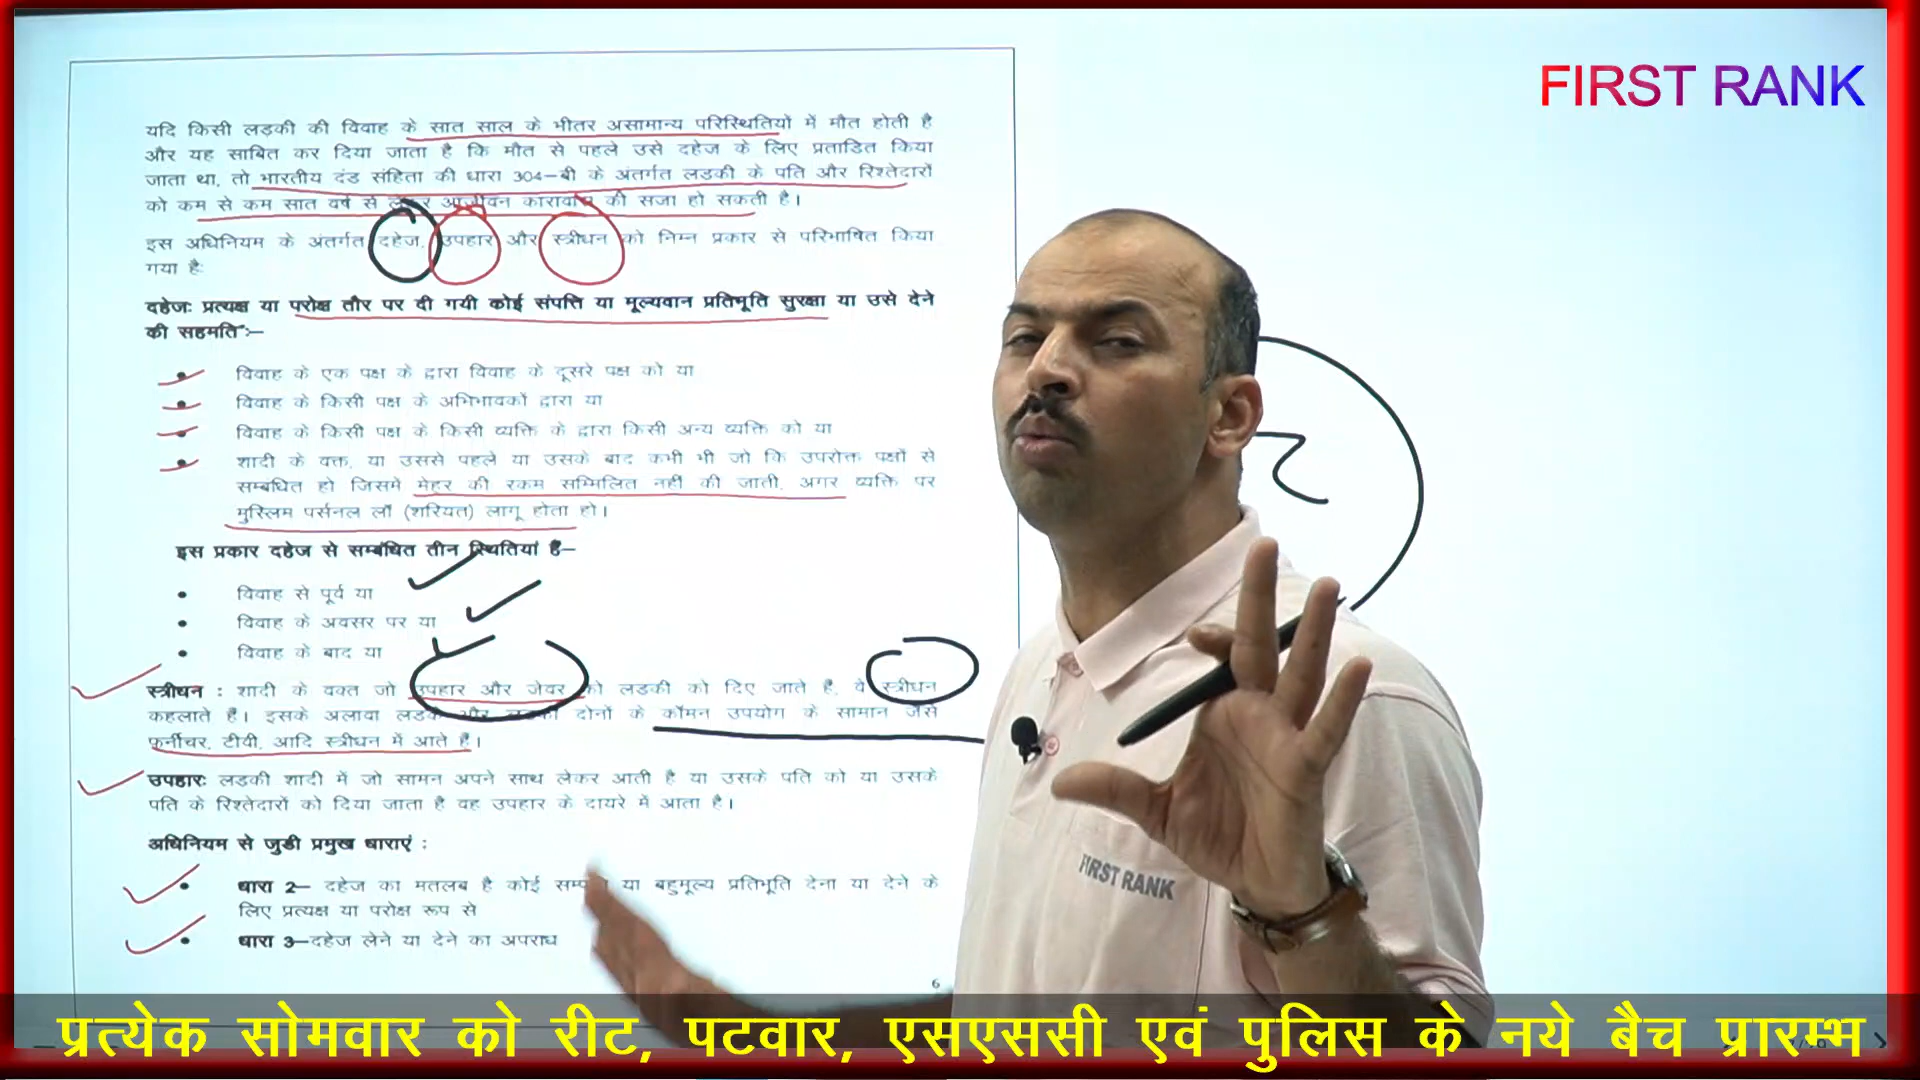 FIRST RANK
यदि किसी लड़की की विवाह के सात साल के भीतर असामान्य परिस्थितियों में मौत होती है
और यह साबित कर दिया जाता है कि मौत से पहले उसे दहेज के लिए प्रताडित किया
जाता था, तो भारतीय दंड संहिता की धारा 304–बी के अंतर्गत लडकी के पति और रिश्तेदारों
को कम से कम सात वर्ष से लेकर आजीवन कारावास की सजा हो सकती है।
इस अधिनियम के अंतर्गत दहेज, उपहार और स्त्रीधन को निम्न प्रकार से परिभाषित किया
गया है:
दहेजः प्रत्यक्ष या परोक्ष तौर पर दी गयी कोई संपत्ति या मूल्यवान प्रतिभूति सुरक्षा या उसे देने
की सहमति :–
• विवाह के एक पक्ष के द्वारा विवाह के दूसरे पक्ष को या
• विवाह के किसी पक्ष के अभिभावकों द्वारा या
• विवाह के किसी पक्ष के किसी व्यक्ति के द्वारा किसी अन्य व्यक्ति को या
• शादी के वक्त, या उससे पहले या उसके बाद कभी भी जो कि उपरोक्त पक्षों से
सम्बधित हो जिसमें मेहर की रकम सम्मिलित नहीं की जाती, अगर व्यक्ति पर
मुस्लिम पर्सनल लॉ (शरियत) लागू होता हो।
इस प्रकार दहेज से सम्बंधित तीन स्थितियां हैं–
• विवाह से पूर्व या
• विवाह के अवसर पर या
• विवाह के बाद या
स्त्रीधन : शादी के वक्त जो उपहार और जेवर को लडकी को दिए जाते हैं, वे स्त्रीधन
कहलाते हैं। इसके अलावा लडके और लडकी दोनों के कॉमन उपयोग के सामान जैसे
फर्नीचर, टीवी, आदि स्त्रीधन में आते हैं।
उपहारः लडकी शादी में जो सामन अपने साथ लेकर आती है या उसके पति को या उसके
पति के रिश्तेदारों को दिया जाता है वह उपहार के दायरे में आता है।
अधिनियम से जुडी प्रमुख धाराएं :
• धारा 2– दहेज का मतलब है कोई या बहुमूल्य प्रतिभूति देना या देने के
लिए प्रत्यक्ष या परोक्ष रूप से
• धारा 3–दहेज लेने या देने का अपराध
6
2
FIRST RANK
प्रत्येक सोमवार को रीट, पटवार, एसएससी एवं पुलिस के नये बैच प्रारम्भ